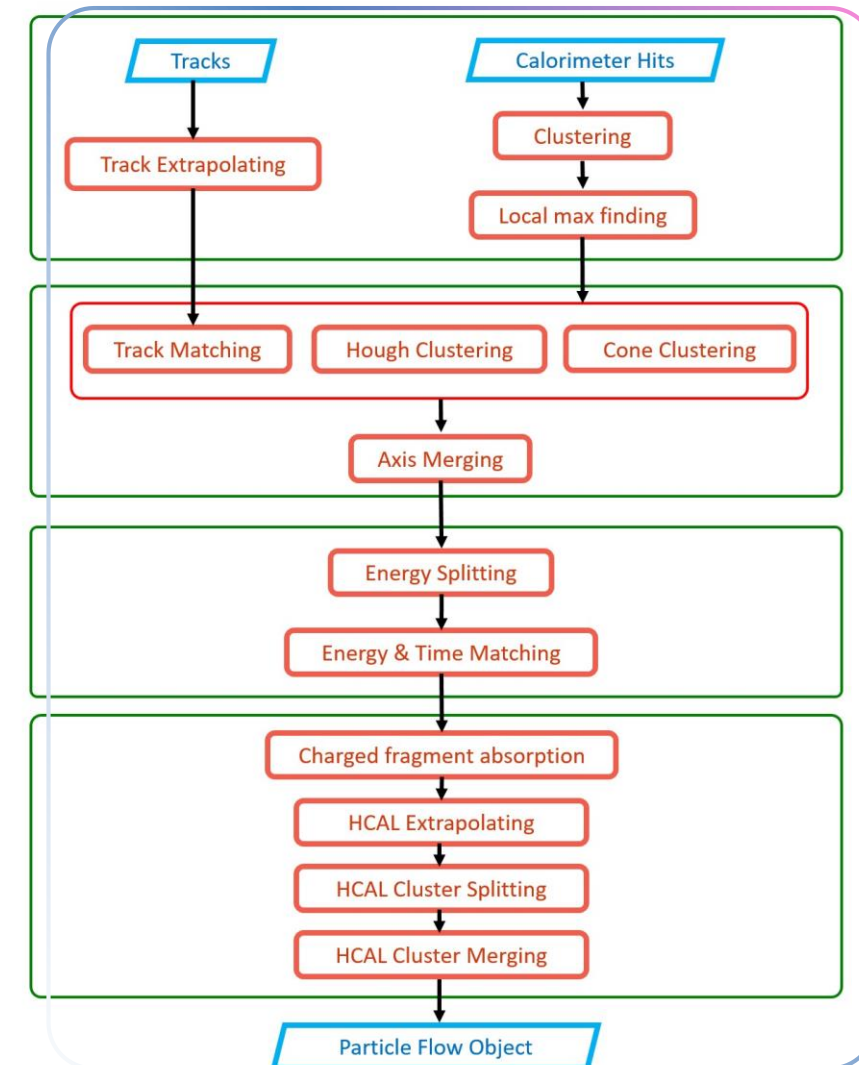 Tracks
Calorimeter Hits
Track Extrapolating
Clustering
Local max finding
Track Matching
Hough Clustering
Cone Clustering
Axis Merging
Energy Splitting
Energy & Time Matching
Charged fragment absorption
HCAL Extrapolating
HCAL Cluster Splitting
HCAL Cluster Merging
Particle Flow Object